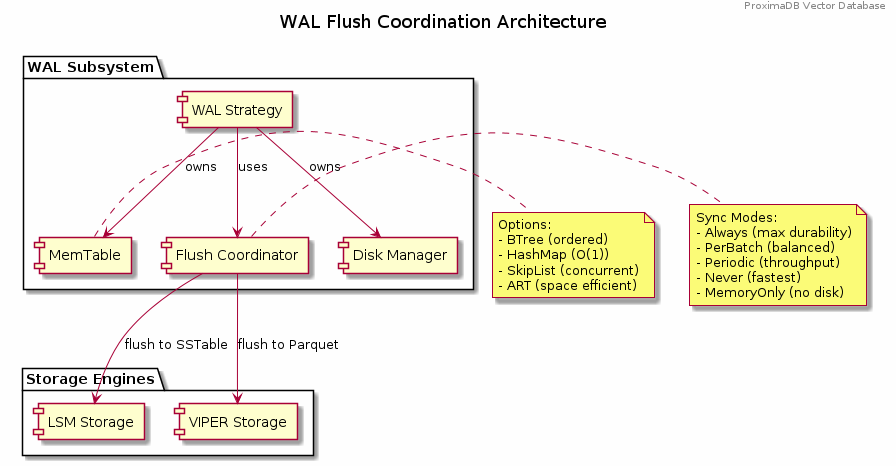 ProximaDB Vector Database
WAL Flush Coordination Architecture
WAL Subsystem
WAL Strategy
owns
uses
owns
MemTable
Flush Coordinator
Disk Manager
Options:
- BTree (ordered)
- HashMap (O(1))
- SkipList (concurrent)
- ART (space efficient)
Sync Modes:
- Always (max durability)
- PerBatch (balanced)
- Periodic (throughput)
- Never (fastest)
- MemoryOnly (no disk)
flush to SSTable
flush to Parquet
Storage Engines
LSM Storage
VIPER Storage